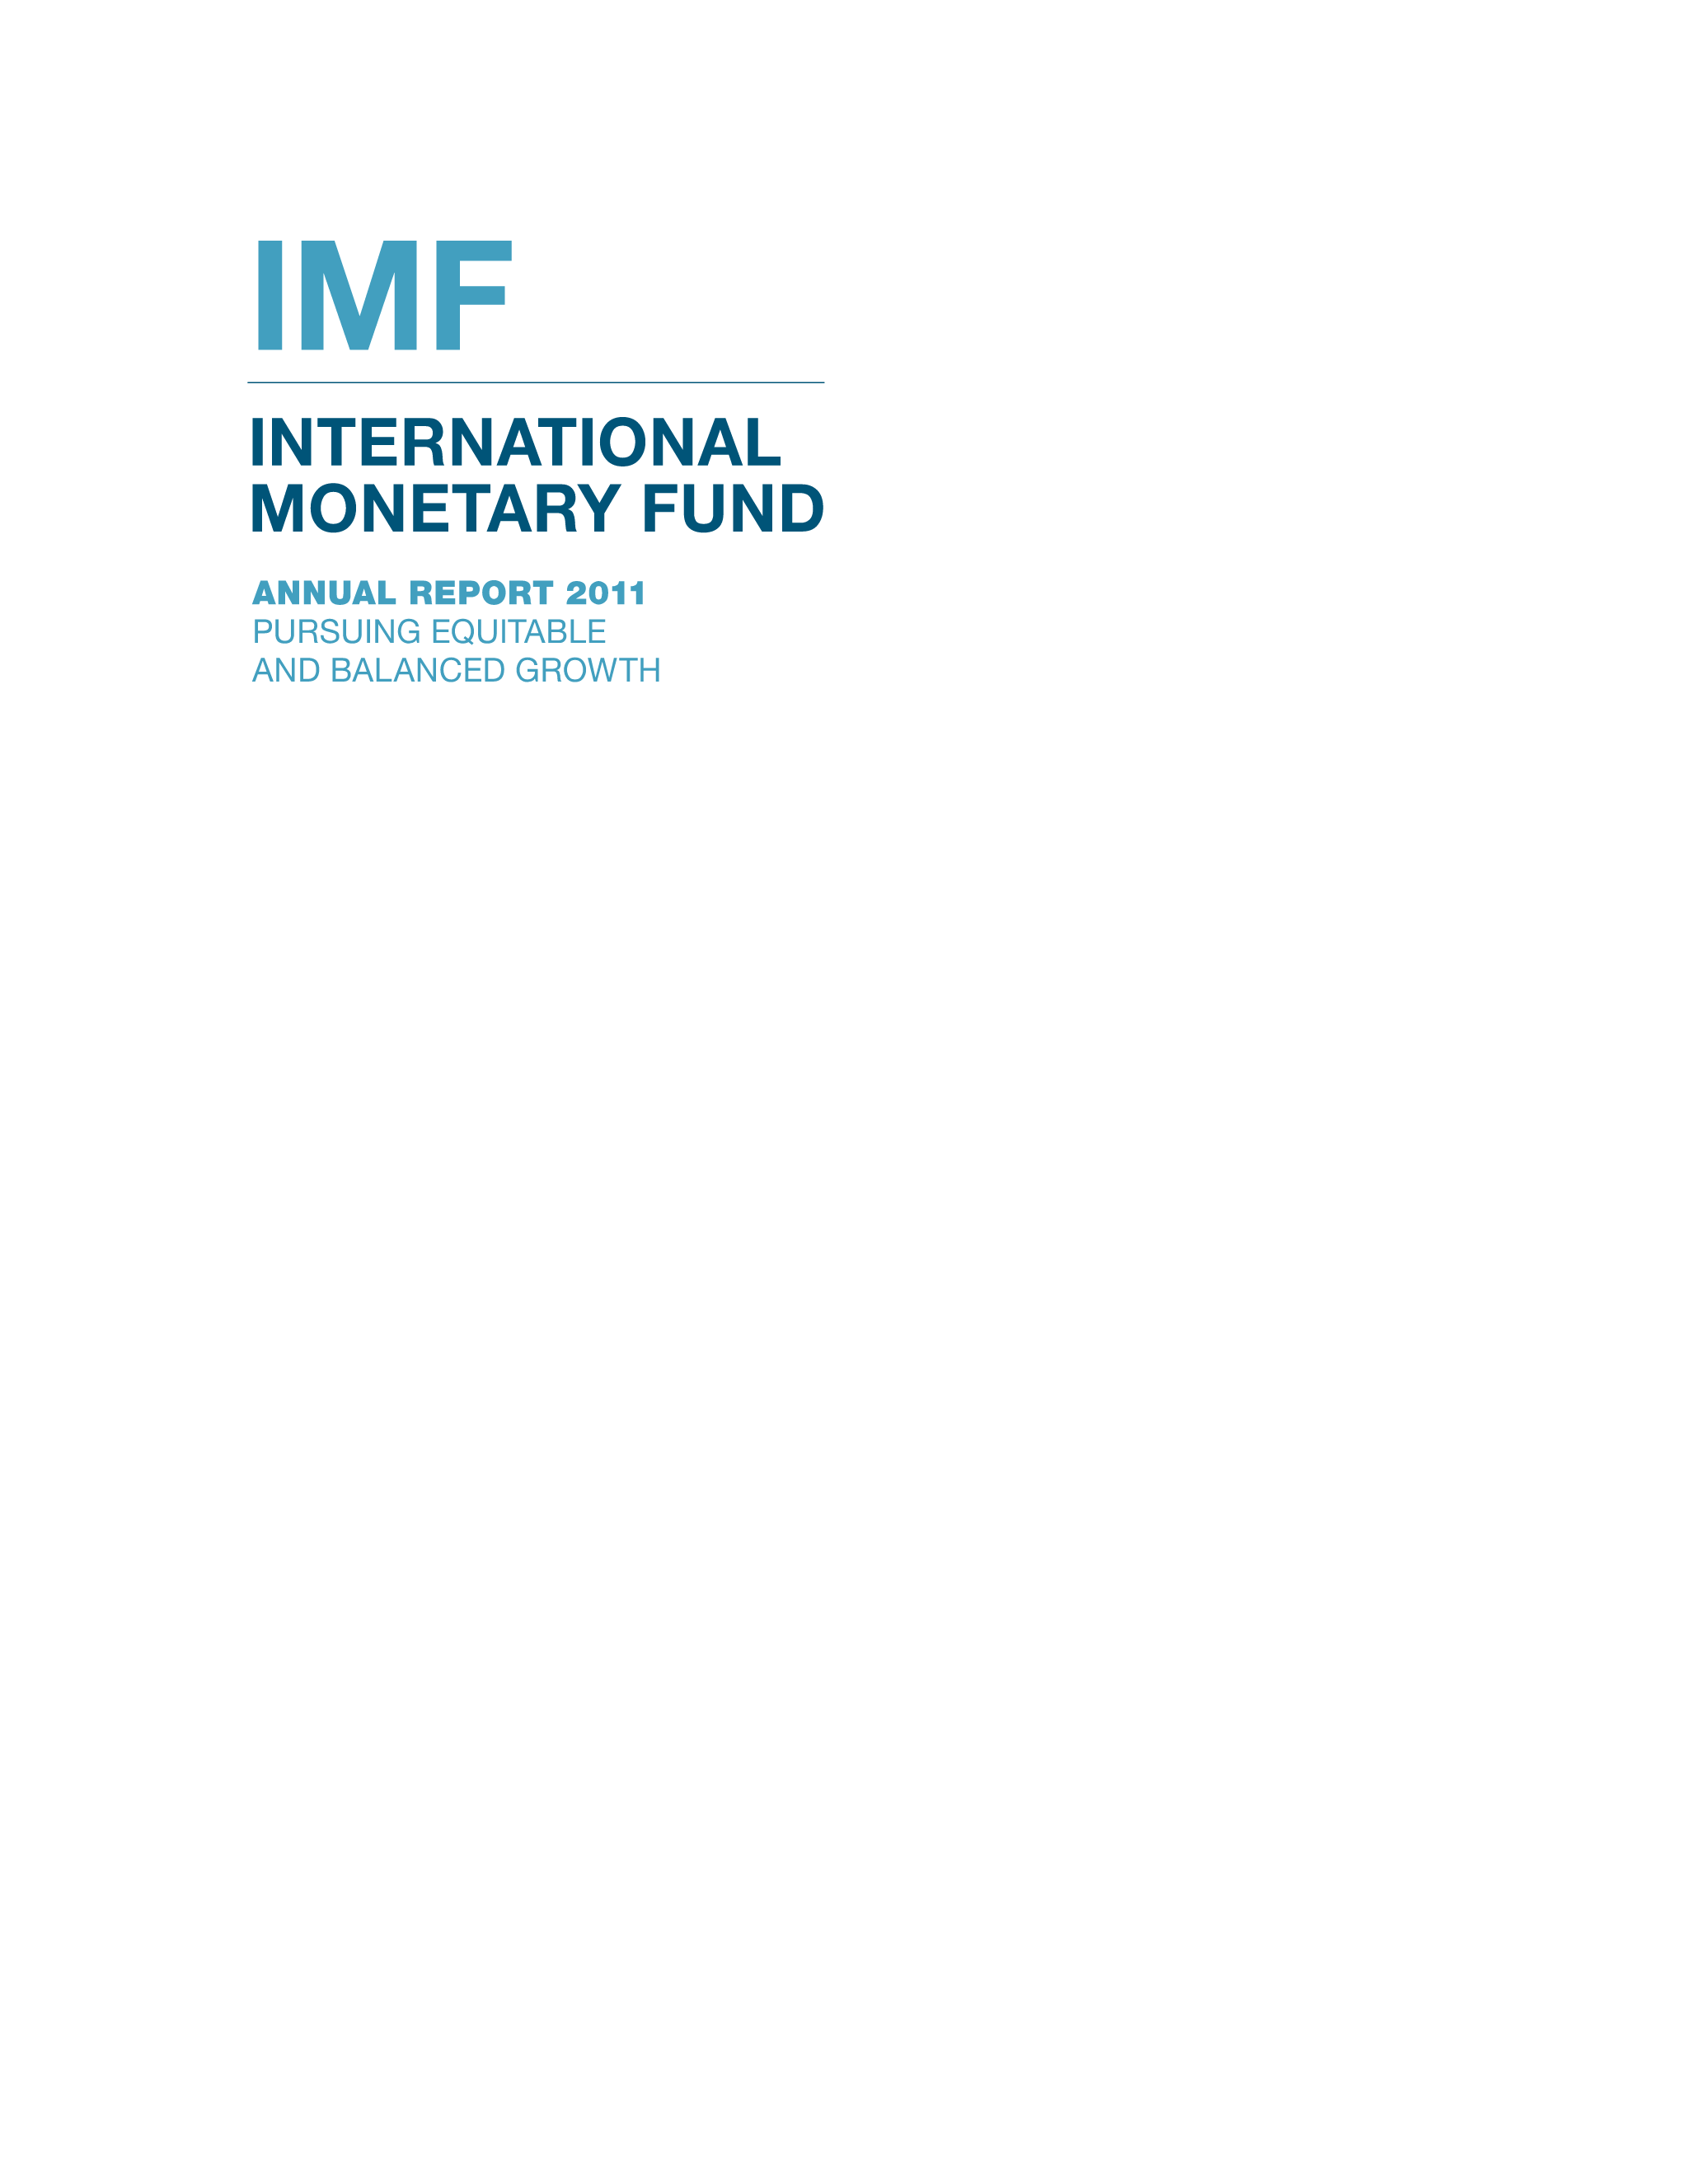 IMF
INTERNATIONAL
MONETARY FUND
ANNUAL REPORT 2011
PURSUING EQUITABLE
AND BALANCED GROWTH